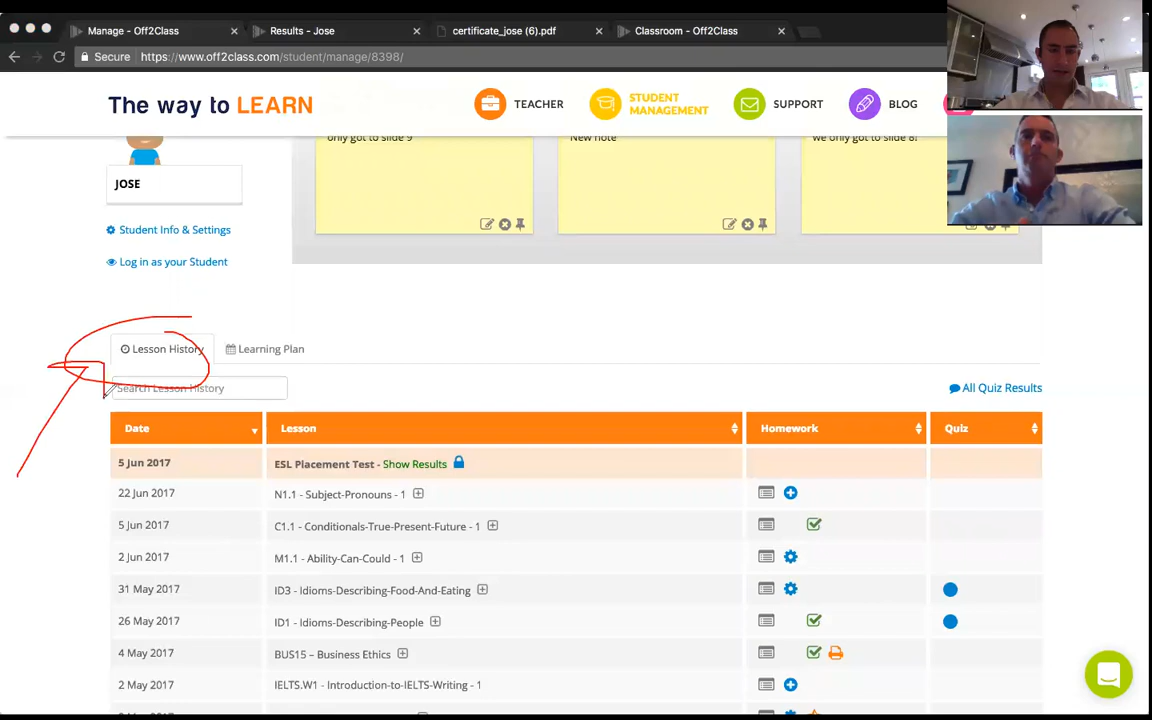 Manage - Off2Class
Results - Jose
certificate_jose (6).pdf
Classroom - Off2Class
Secure
https://www.off2class.com/student/manage/8398/
The way to LEARN
TEACHER
STUDENT
MANAGEMENT
SUPPORT
BLOG
only got to slide 9
New note
we only got to slide 8!
JOSE
Student Info & Settings
Log in as your Student
Lesson History
Learning Plan
Search Lesson History
All Quiz Results
Date Lesson Homework Quiz
5 Jun 2017 ESL Placement Test - Show Results
22 Jun 2017 N1.1 - Subject-Pronouns - 1
5 Jun 2017 C1.1 - Conditionals-True-Present-Future - 1
2 Jun 2017 M1.1 - Ability-Can-Could - 1
31 May 2017 ID3 - Idioms-Describing-Food-And-Eating
26 May 2017 ID1 - Idioms-Describing-People
4 May 2017 BUS15 – Business Ethics
2 May 2017 IELTS.W1 - Introduction-to-IELTS-Writing - 1